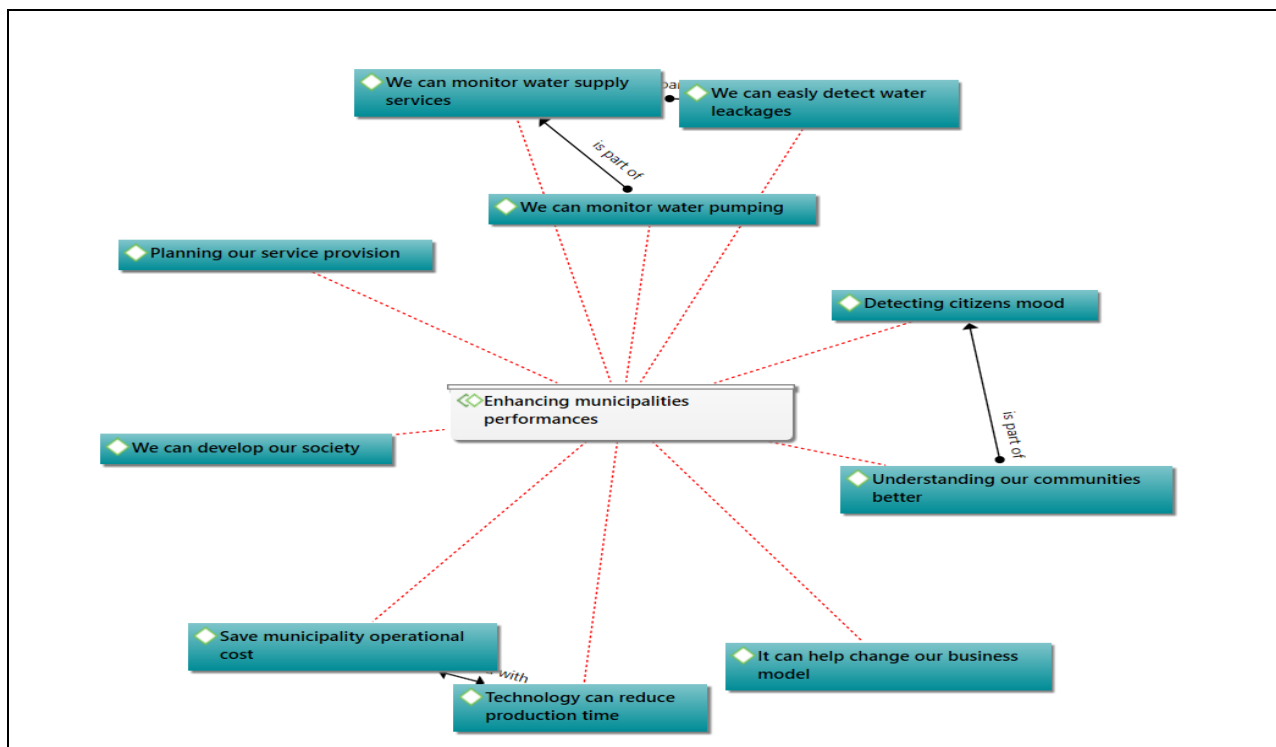 We can monitor water supply
services
We can easly detect water
leackages
is part of
We can monitor water pumping
Planning our service provision
Detecting citizens mood
Enhancing municipalities
performances
We can develop our society
is part of
Understanding our communities
better
Save municipality operational
cost
It can help change our business
model
with
Technology can reduce
production time